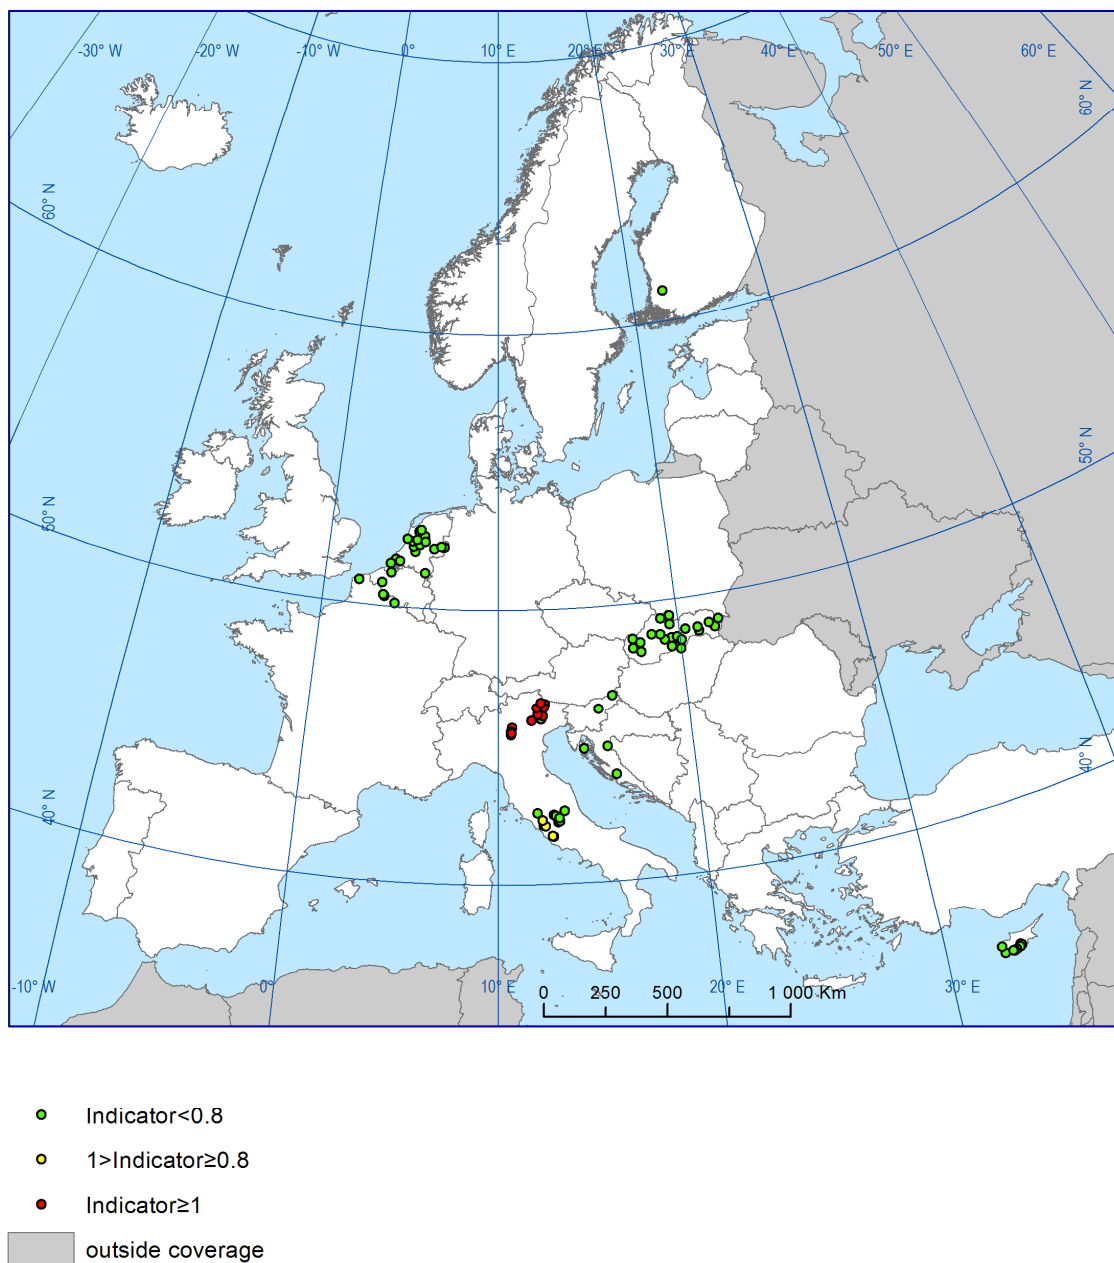 -30° W
-20° W
-10° W
0°
10° E
20° E
30° E
40° E
50° E
60° E
60° N
60° N
50° N
50° N
40° N
40° N
-10° W
0°
10° E
20° E
30° E
0 250 500 1 000 Km
Indicator<0.8
1>Indicator≥0.8
Indicator≥1
outside coverage